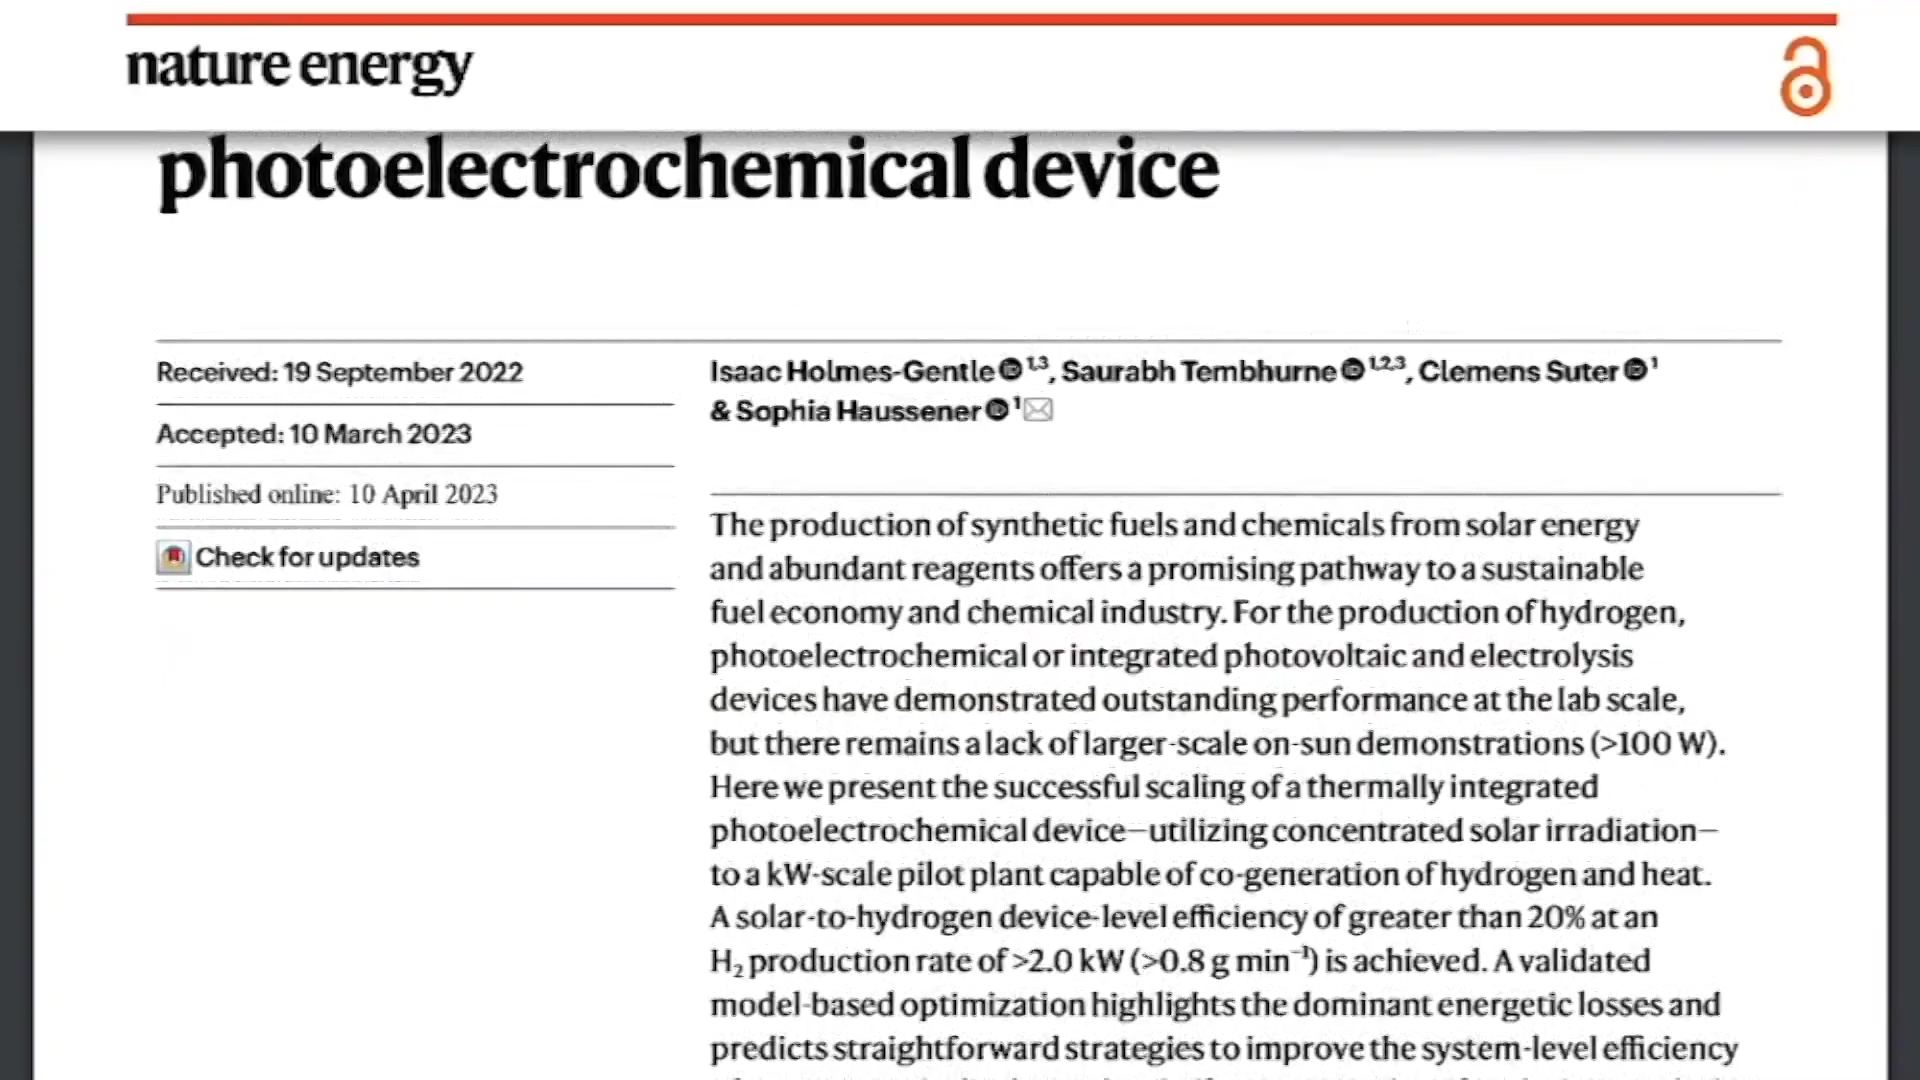 nature energy
photoelectrochemical device
Received: 19 September 2022
Accepted: 10 March 2023
Published online: 10 April 2023
Check for updates
Isaac Holmes-Gentle 1,3, Saurabh Tembhurne 1,2,3, Clemens Suter 1
& Sophia Haussener 1
The production of synthetic fuels and chemicals from solar energy
and abundant reagents offers a promising pathway to a sustainable
fuel economy and chemical industry. For the production of hydrogen,
photoelectrochemical or integrated photovoltaic and electrolysis
devices have demonstrated outstanding performance at the lab scale,
but there remains a lack of larger-scale on-sun demonstrations (>100 W).
Here we present the successful scaling of a thermally integrated
photoelectrochemical device—utilizing concentrated solar irradiation—
to a kW-scale pilot plant capable of co-generation of hydrogen and heat.
A solar-to-hydrogen device-level efficiency of greater than 20% at an
H₂ production rate of >2.0 kW (>0.8 g min⁻¹) is achieved. A validated
model-based optimization highlights the dominant energetic losses and
predicts straightforward strategies to improve the system-level efficiency